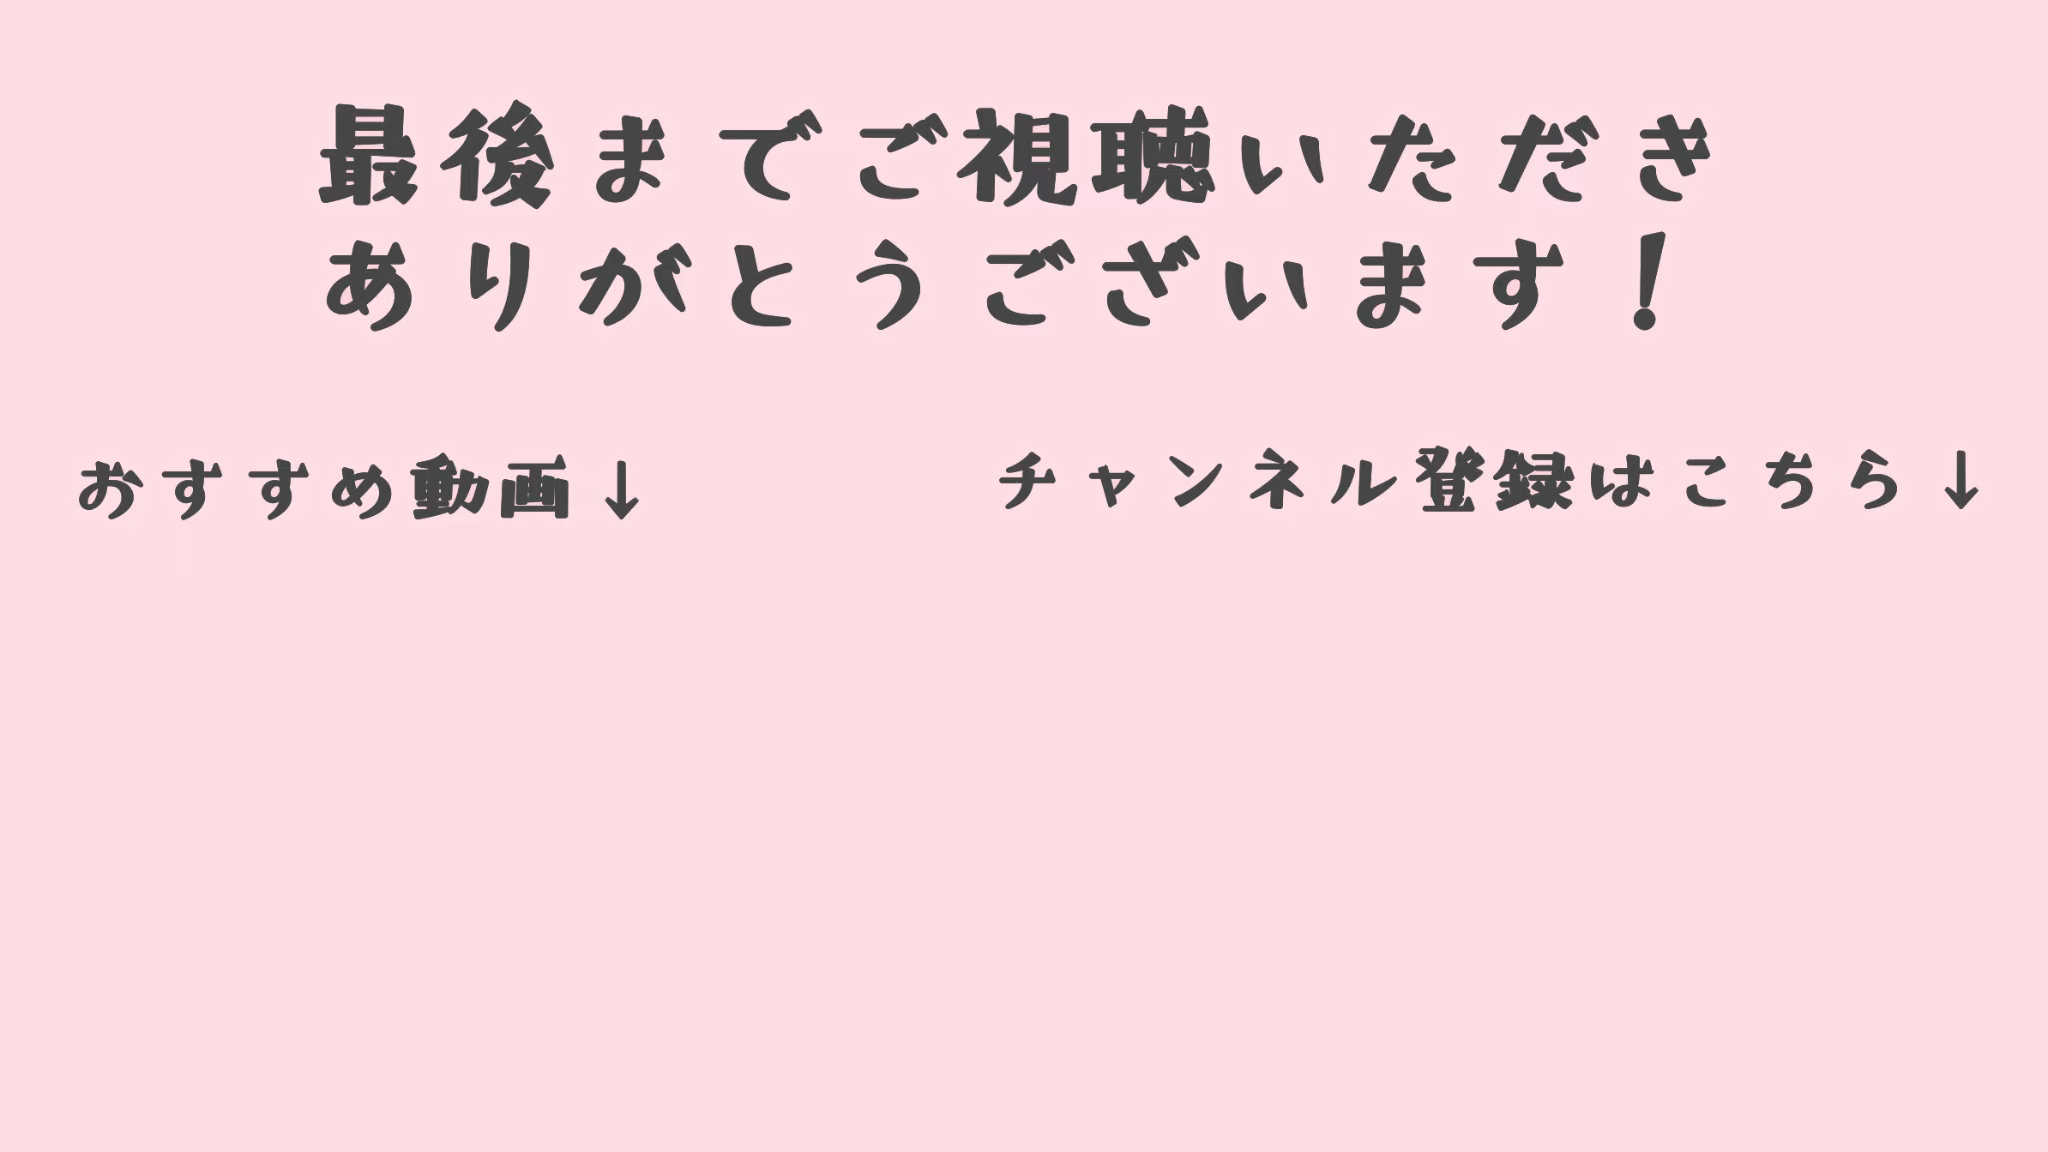 最後までご視聴いただき
ありがとうございます！
おすすめ動画↓
チャンネル登録はこちら↓